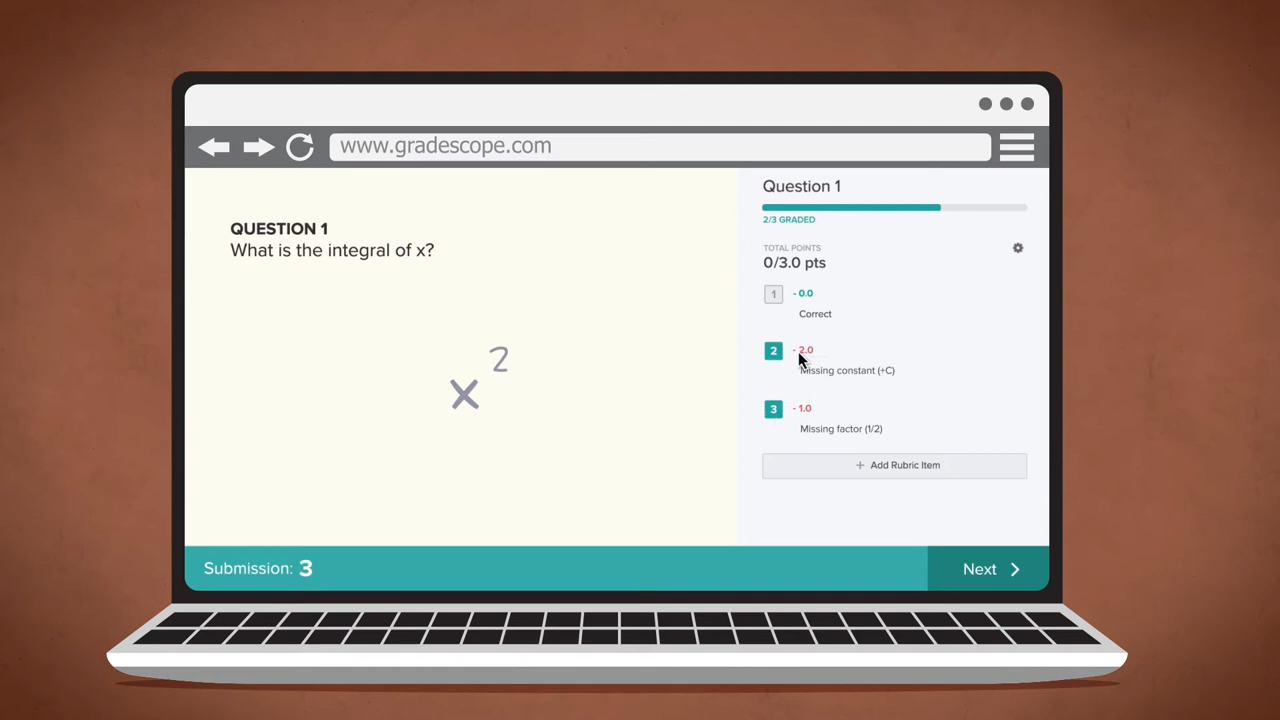 www.gradescope.com
QUESTION 1
What is the integral of x?
x 2
Question 1
2/3 GRADED
TOTAL POINTS
0/3.0 pts
1 - 0.0
Correct
2 - 2.0
Missing constant (+C)
3 - 1.0
Missing factor (1/2)
+ Add Rubric Item
Submission: 3
Next >